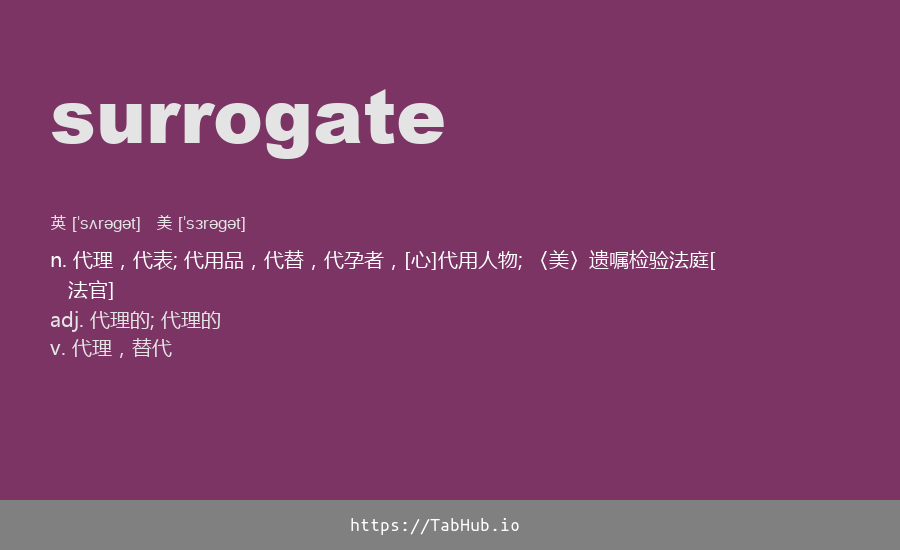 surrogate
英 [ˈsʌrəgət] 美 [ˈsɜrəgət]
n. 代理，代表; 代用品，代替，代孕者，[心]代用人物; 〈美〉遗嘱检验法庭[
法官]
adj. 代理的; 代理的
v. 代理，替代
https://TabHub.io